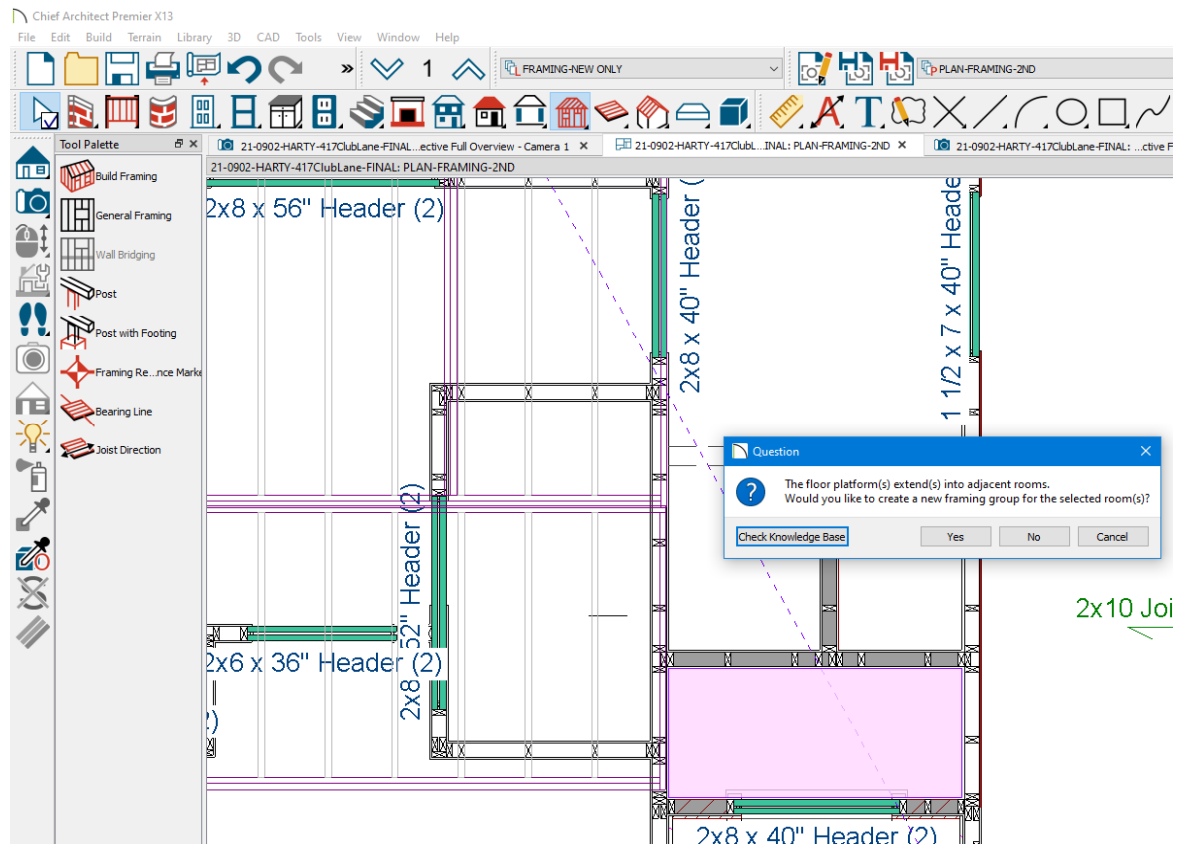 Chief Architect Premier X13
File Edit Build Terrain Library 3D CAD Tools View Window Help
» 1 FRAMING-NEW ONLY PLAN-FRAMING-2ND
Tool Palette
21-0902-HARTY-417ClubLane-FINAL...ective Full Overview - Camera 1
21-0902-HARTY-417ClubL...INAL: PLAN-FRAMING-2ND
21-0902-HARTY-417ClubLane-FINAL: ...ctive F
21-0902-HARTY-417ClubLane-FINAL: PLAN-FRAMING-2ND
Build Framing
General Framing
Wall Bridging
Post
Post with Footing
Framing Re...nce Marke
Bearing Line
Joist Direction
2x8 x 56" Header (2)
2x8 x 40" Header (
1 1/2 x 7 x 40" Heade
Question
The floor platform(s) extend(s) into adjacent rooms.
Would you like to create a new framing group for the selected room(s)?
Check Knowledge Base Yes No Cancel
52" Header (2)
2x8
2x6 x 36" Header (2)
2x10 Joi
2)
2x8 x 40" Header (2)